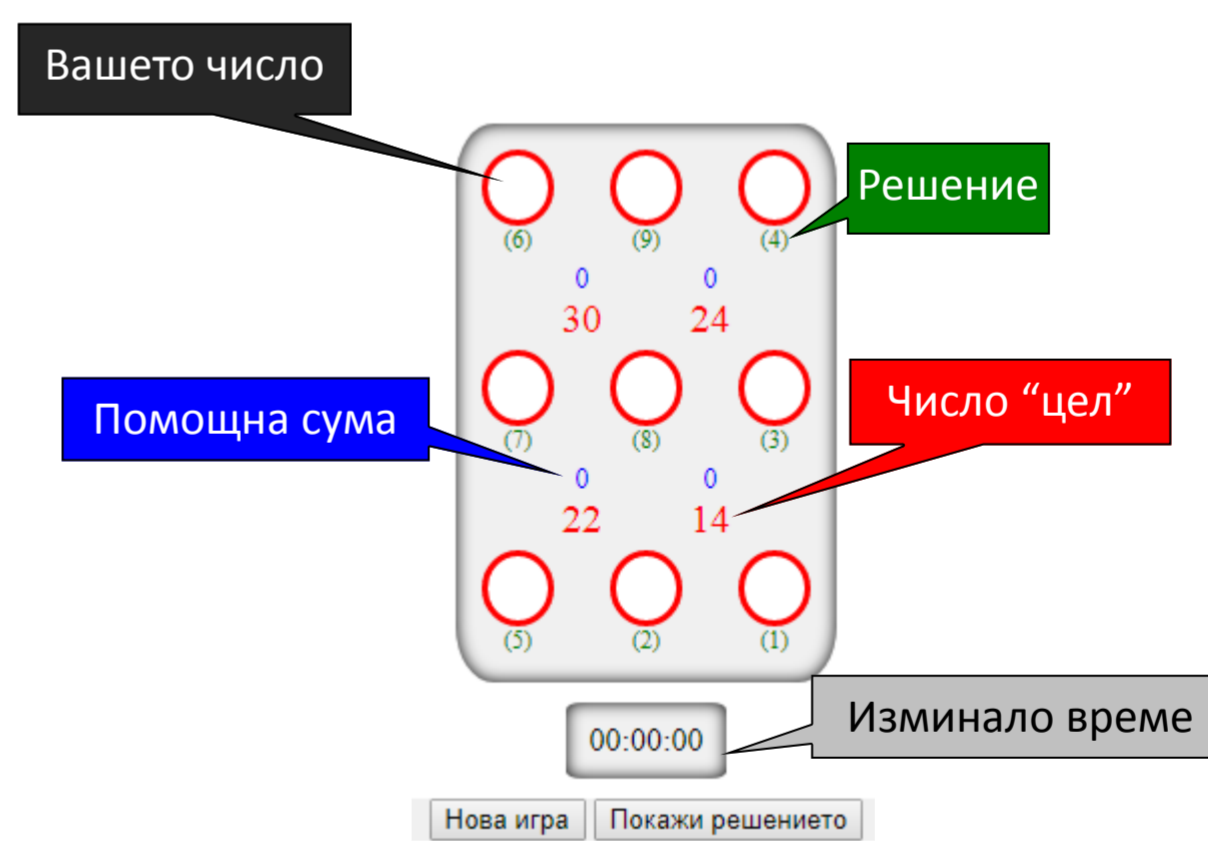 Вашето число
Решение
(6) (9) (4)
0 0
30 24
Помощна сума
Число “цел”
(7) (8) (3)
0 0
22 14
(5) (2) (1)
Изминало време
00:00:00
Нова игра Покажи решението